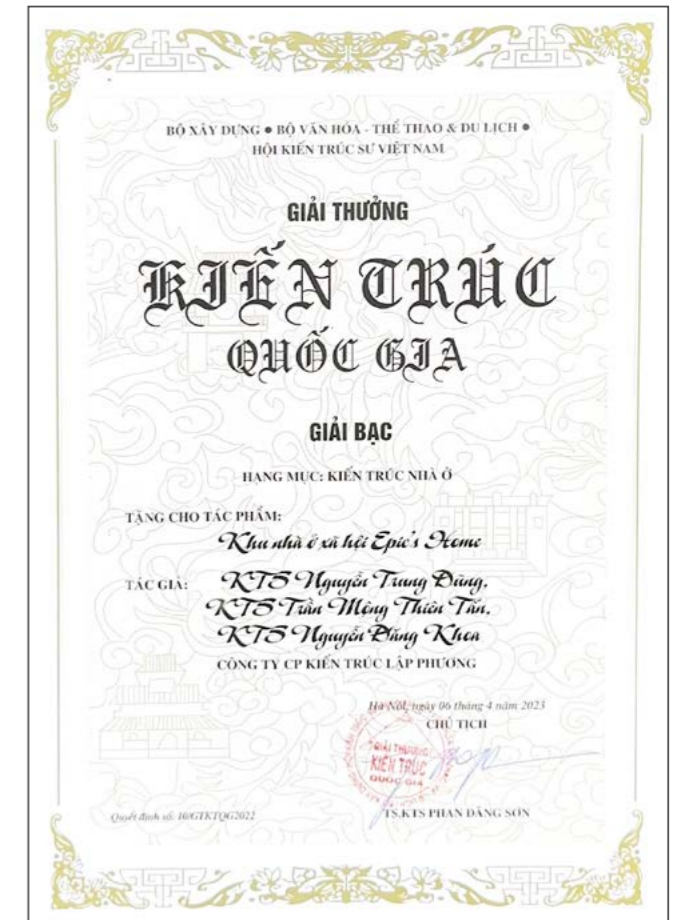 BỘ XÂY DỰNG ● BỘ VĂN HÓA - THỂ THAO & DU LỊCH ●
HỘI KIẾN TRÚC SƯ VIỆT NAM
GIẢI THƯỞNG
KIẾN TRÚC
QUỐC GIA
GIẢI BẠC
HẠNG MỤC: KIẾN TRÚC NHÀ Ở
TẶNG CHO TÁC PHẨM:
Khu nhà ở xã hội Epic's Home
TÁC GIẢ: KTS Nguyễn Trung Dũng,
KTS Trần Mộng Thiên Tấn,
KTS Nguyễn Đăng Khoa
CÔNG TY CP KIẾN TRÚC LẬP PHƯƠNG
Hà Nội, ngày 06 tháng 4 năm 2023
CHỦ TỊCH
GIẢI THƯỞNG
KIẾN TRÚC
QUỐC GIA
TS.KTS PHAN ĐĂNG SƠN
Quyết định số: 10/GTKTQG2022